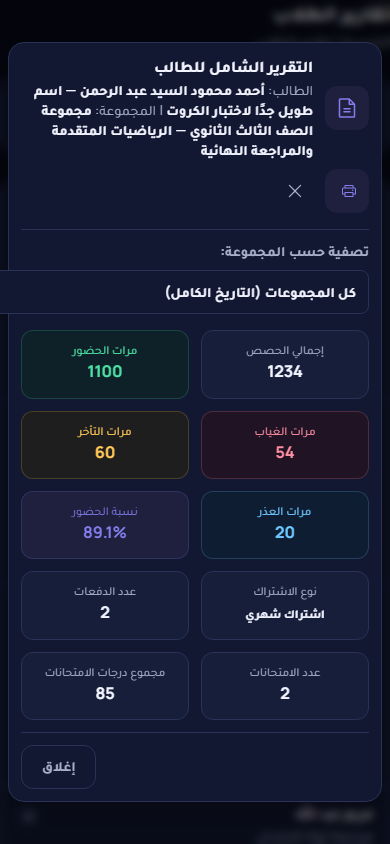 التقرير الشامل للطالب
الطالب: أحمد محمود السيد عبد الرحمن — اسم
طويل جدًا لاختبار الكروت | المجموعة: مجموعة
الصف الثالث الثانوي — الرياضيات المتقدمة
والمراجعة النهائية
تصفية حسب المجموعة:
كل المجموعات (التاريخ الكامل)
إجمالي الحصص
1234
مرات الحضور
1100
مرات الغياب
54
مرات التأخر
60
مرات العذر
20
نسبة الحضور
89.1%
نوع الاشتراك
اشتراك شهري
عدد الدفعات
2
عدد الامتحانات
2
مجموع درجات الامتحانات
85
إغلاق